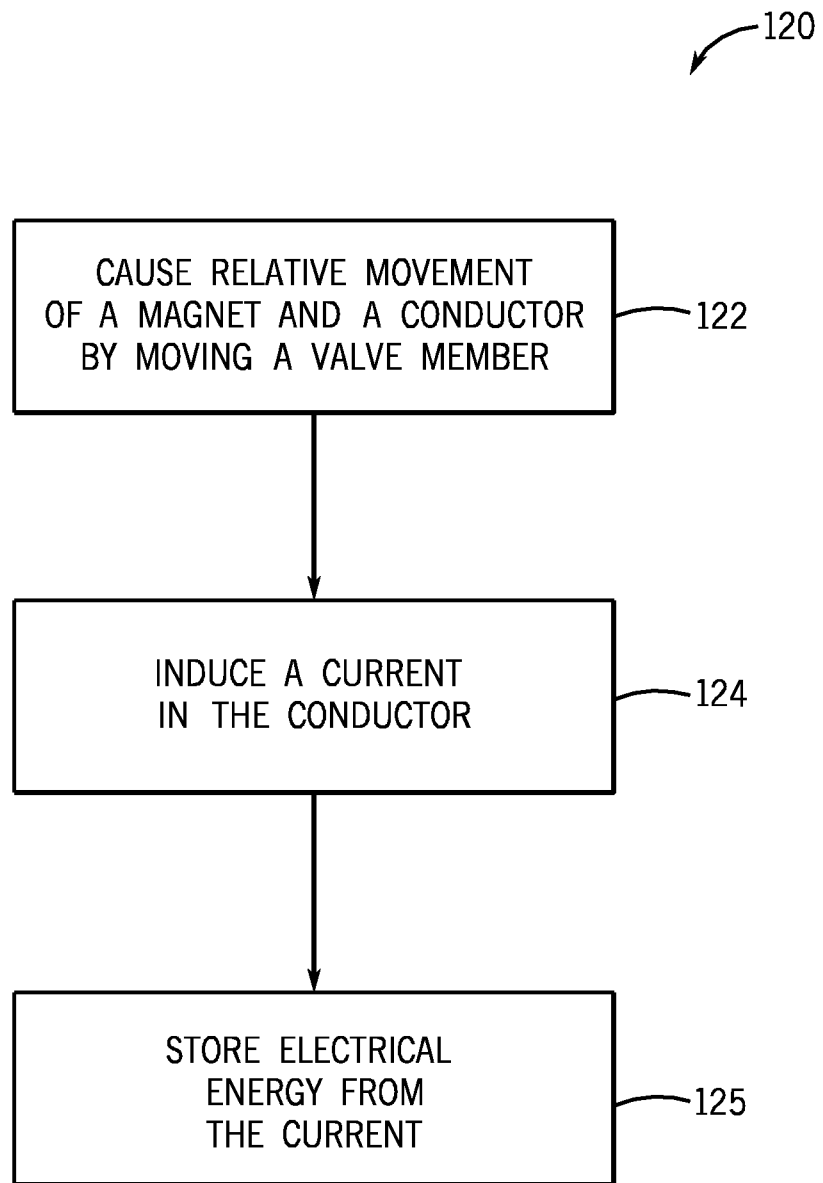 120
CAUSE RELATIVE MOVEMENT
OF A MAGNET AND A CONDUCTOR
BY MOVING A VALVE MEMBER
122
INDUCE A CURRENT
IN THE CONDUCTOR
124
STORE ELECTRICAL
ENERGY FROM
THE CURRENT
125